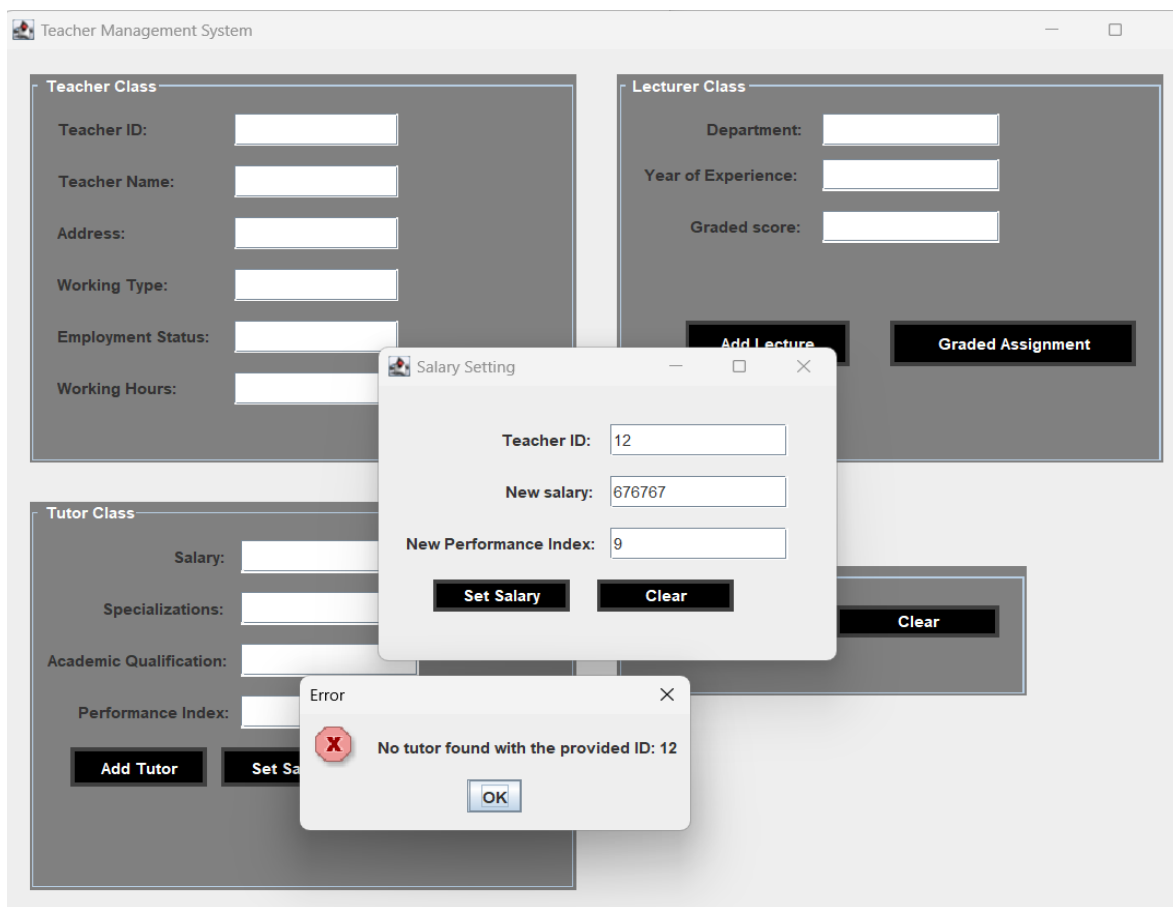 Teacher Management System
Teacher Class
Teacher ID:
Teacher Name:
Address:
Working Type:
Employment Status:
Working Hours:
Lecturer Class
Department:
Year of Experience:
Graded score:
Add Lecture
Graded Assignment
Salary Setting
Teacher ID: 12
New salary: 676767
New Performance Index: 9
Set Salary Clear
Tutor Class
Salary:
Specializations:
Academic Qualification:
Performance Index:
Add Tutor
Set Sa
Clear
Error
X
No tutor found with the provided ID: 12
OK